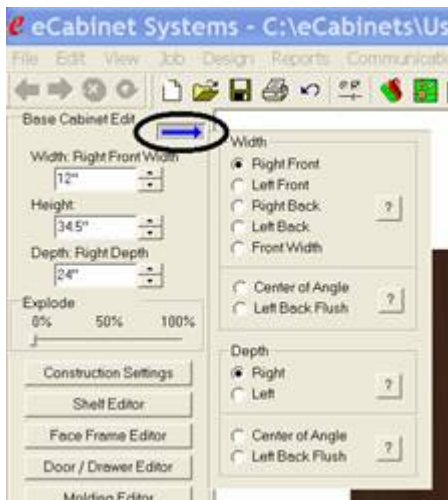 e eCabinet Systems - C:\eCabinets\Us
File Edit View Job Design Reports Communicati
Base Cabinet Edit
Width: Right Front Width
12"
Height:
34.5"
Depth: Right Depth
24"
Explode
0% 50% 100%
Construction Settings
Shelf Editor
Face Frame Editor
Door / Drawer Editor
Molding Editor
Width
Right Front
Left Front
Right Back
?
Left Back
Front Width
Center of Angle
?
Left Back Flush
Depth
Right
?
Left
Center of Angle
?
Left Back Flush